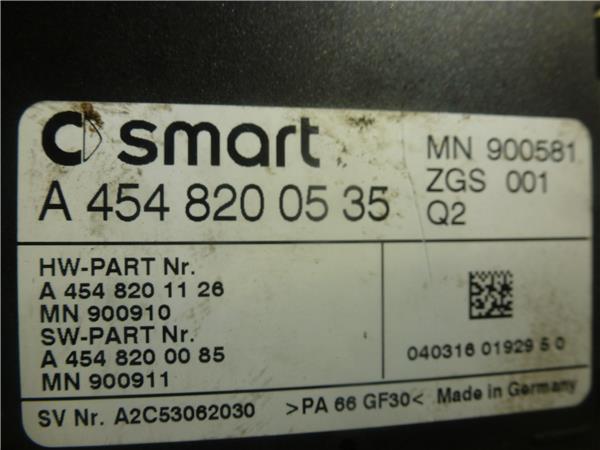 smart
MN 900581
A 454 820 05 35
ZGS 001
Q2
HW-PART Nr.
A 454 820 11 26
MN 900910
SW-PART Nr.
A 454 820 00 85
MN 900911
040316 01929 5 0
SV Nr. A2C53062030 >PA 66 GF30< Made in Germany